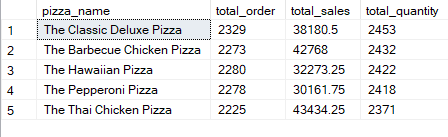 pizza_name total_order total_sales total_quantity
1 The Classic Deluxe Pizza 2329 38180.5 2453
2 The Barbecue Chicken Pizza 2273 42768 2432
3 The Hawaiian Pizza 2280 32273.25 2422
4 The Pepperoni Pizza 2278 30161.75 2418
5 The Thai Chicken Pizza 2225 43434.25 2371